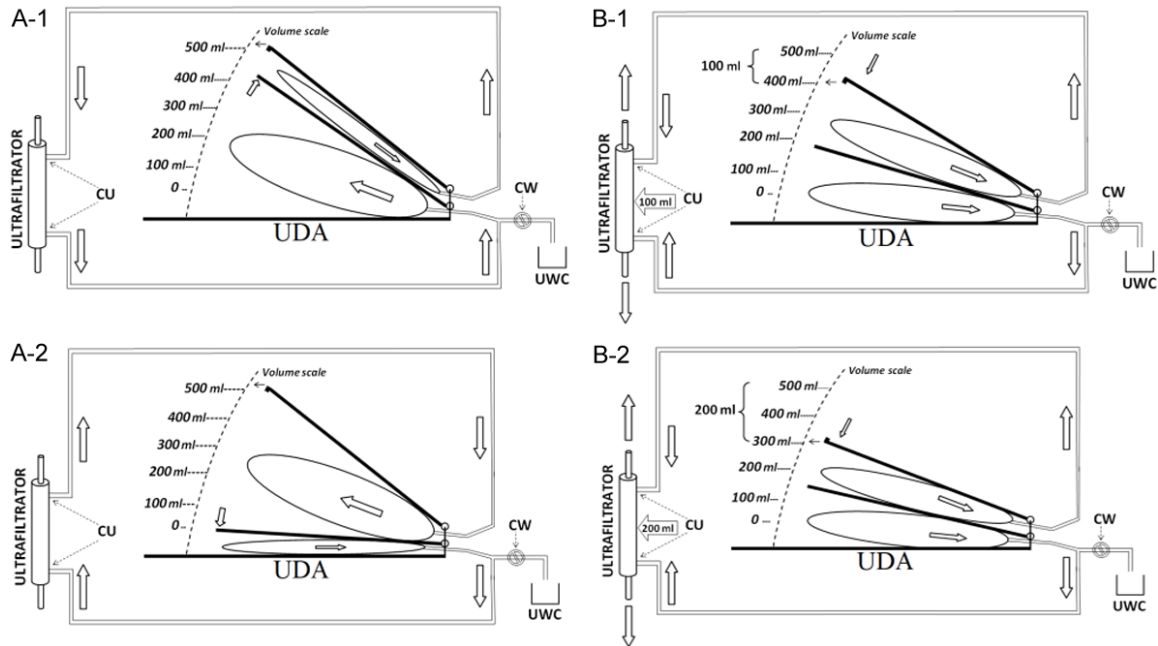 A-1
Volume scale
500 ml
400 ml
300 ml
200 ml
100 ml
0
ULTRAFILTRATOR
CU
CW
UDA
UWC
B-1
Volume scale
500 ml
100 ml
400 ml
300 ml
200 ml
100 ml
0
ULTRAFILTRATOR
100 ml
CU
CW
UDA
UWC
A-2
Volume scale
500 ml
400 ml
300 ml
200 ml
100 ml
0
ULTRAFILTRATOR
CU
CW
UDA
UWC
B-2
Volume scale
500 ml
200 ml
400 ml
300 ml
200 ml
100 ml
0
ULTRAFILTRATOR
200 ml
CU
CW
UDA
UWC